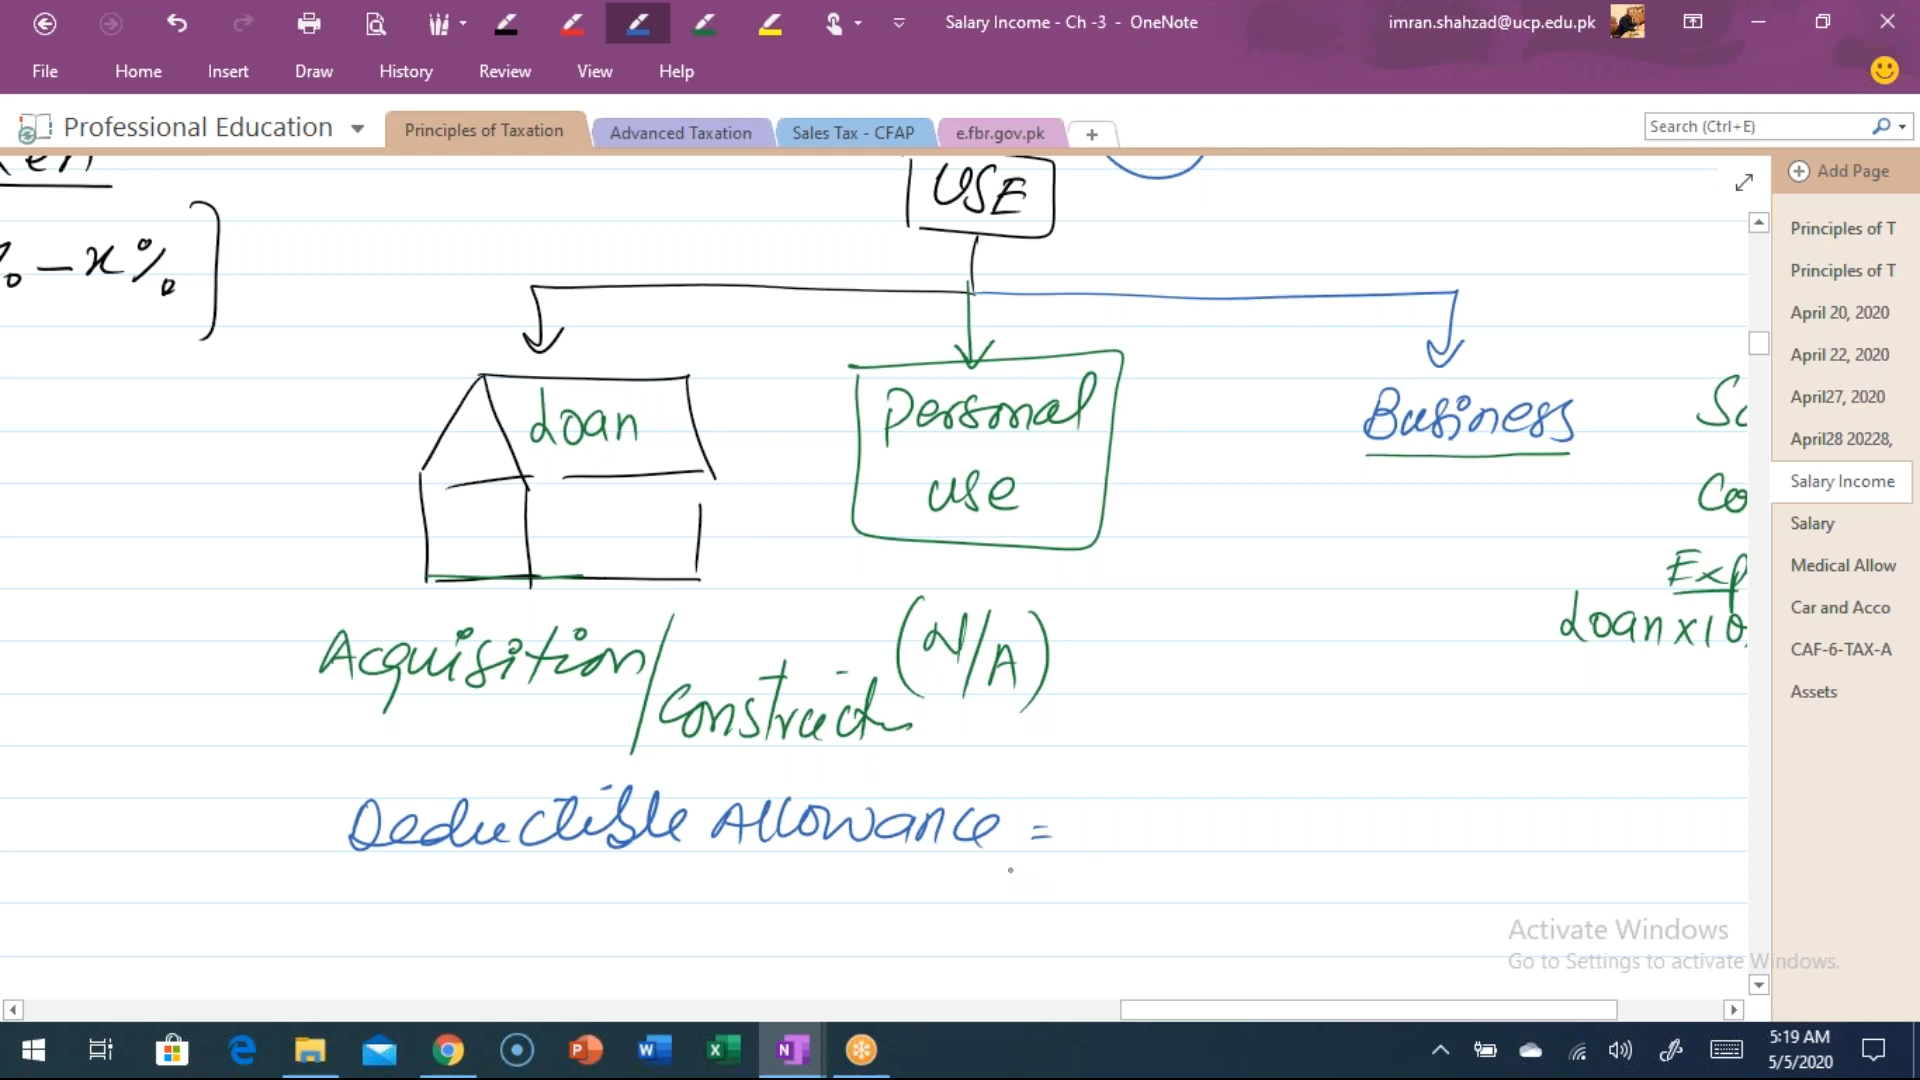 Salary Income - Ch -3 - OneNote
imran.shahzad@ucp.edu.pk
File
Home
Insert
Draw
History
Review
View
Help
Professional Education
Principles of Taxation
Advanced Taxation
Sales Tax - CFAP
e.fbr.gov.pk
Search (Ctrl+E)
Add Page
Principles of T
Principles of T
April 20, 2020
April 22, 2020
April27, 2020
April28 20228,
Salary Income
Salary
Medical Allow
Car and Acco
CAF-6-TAX-A
Assets
USE
% - x%
Loan
Personal
use
Business
Co
Exp
Loan x 10
Acquisition/
(N/A)
Deductible Allowance =
Activate Windows
Go to Settings to activate Windows.
5:19 AM
5/5/2020